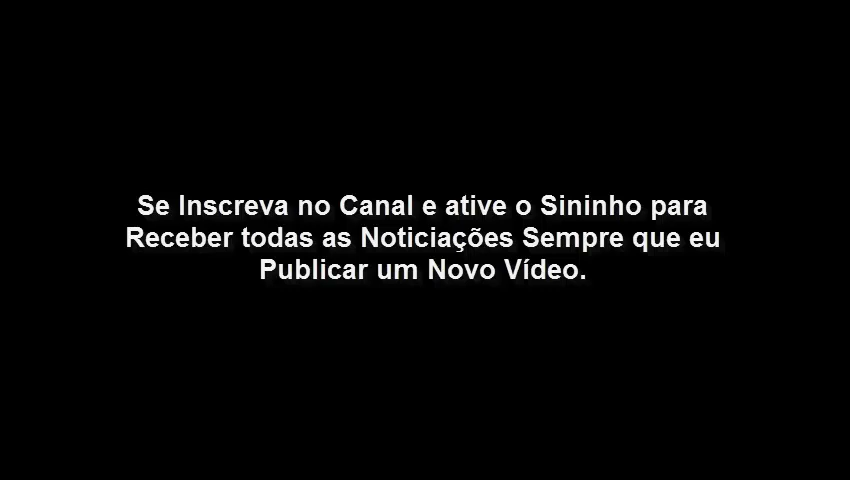 Se Inscreva no Canal e ative o Sininho para
Receber todas as Noticiações Sempre que eu
Publicar um Novo Vídeo.